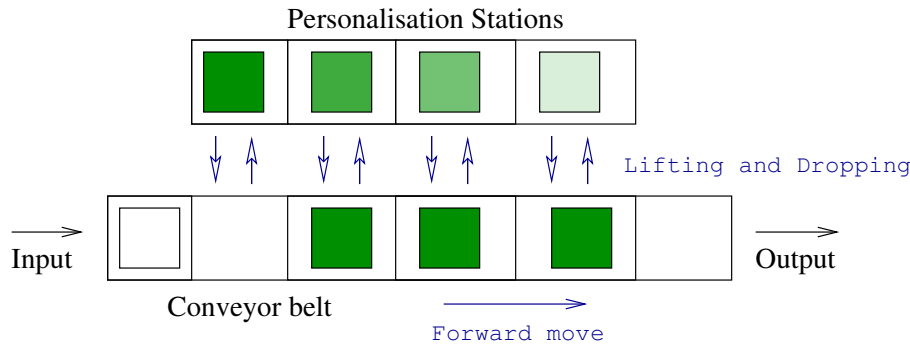 Personalisation Stations
Lifting and Dropping
Input
Output
Conveyor belt
Forward move